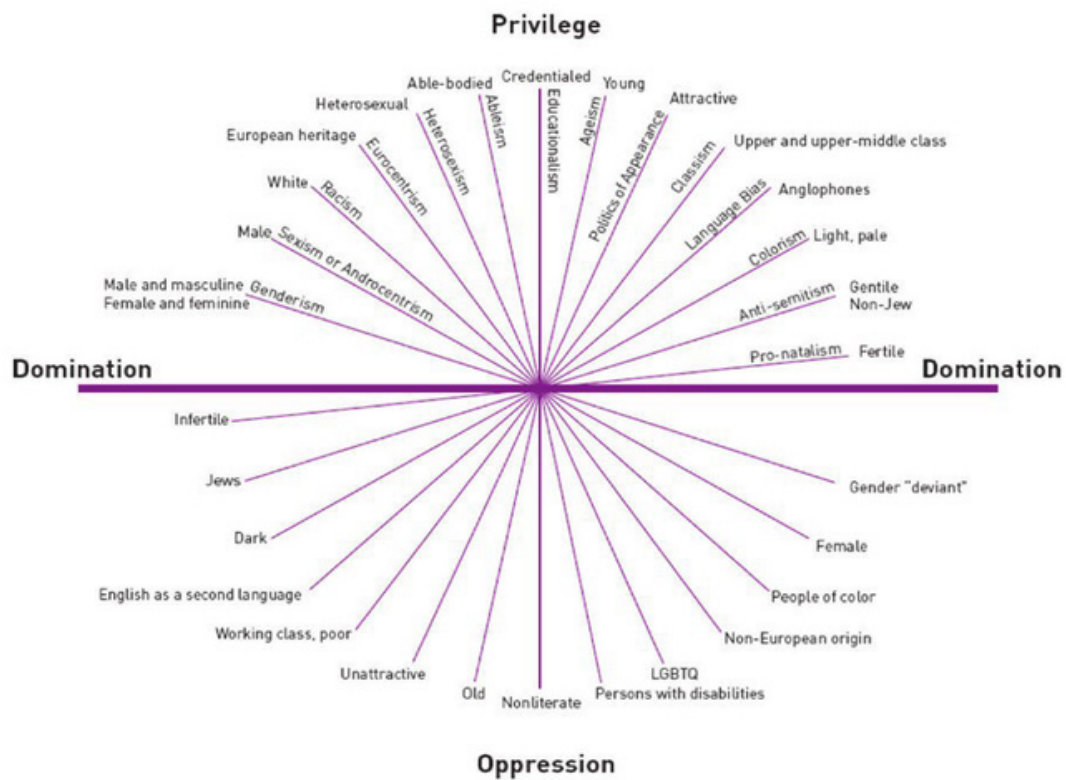 Privilege
Credentialed
Able-bodied
Young
Heterosexual
Attractive
European heritage
Upper and upper-middle class
White
Anglophones
Male
Light, pale
Male and masculine
Female and feminine
Gentile
Non-Jew
Fertile
Genderism
Sexism or Androcentrism
Racism
Eurocentrism
Heterosexism
Ableism
Educationalism
Ageism
Politics of Appearance
Classism
Language Bias
Colorism
Anti-semitism
Pro-natalism
Domination
Domination
Infertile
Jews
Gender "deviant"
Dark
Female
English as a second language
People of color
Working class, poor
Non-European origin
Unattractive
LGBTQ
Old
Persons with disabilities
Nonliterate
Oppression